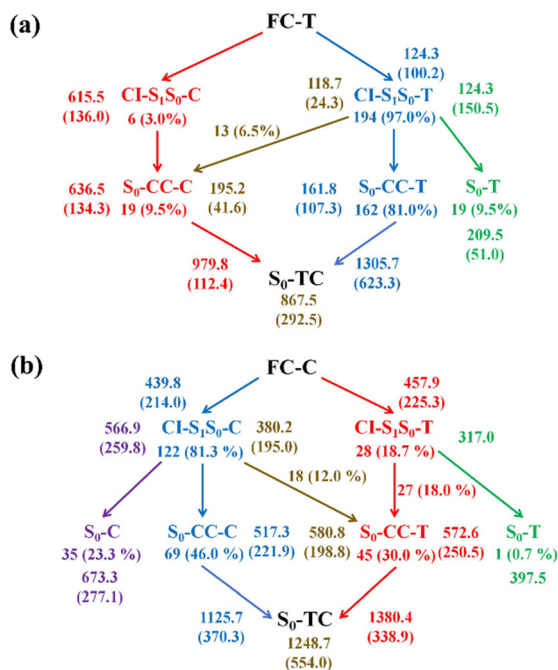 (a)
FC-T
124.3
(100.2)
615.5
(136.0)
CI-S₁S₀-C
6 (3.0%)
118.7
(24.3)
CI-S₁S₀-T
194 (97.0%)
124.3
(150.5)
13 (6.5%)
636.5
(134.3)
S₀-CC-C
19 (9.5%)
195.2
(41.6)
161.8
(107.3)
S₀-CC-T
162 (81.0%)
S₀-T
19 (9.5%)
209.5
(51.0)
979.8
(112.4)
S₀-TC
867.5
(292.5)
1305.7
(623.3)
(b)
FC-C
439.8
(214.0)
457.9
(225.3)
566.9
(259.8)
CI-S₁S₀-C
122 (81.3 %)
380.2
(195.0)
CI-S₁S₀-T
28 (18.7 %)
317.0
18 (12.0 %)
27 (18.0 %)
S₀-C
35 (23.3 %)
673.3
(277.1)
S₀-CC-C
69 (46.0 %)
517.3
(221.9)
580.8
(198.8)
S₀-CC-T
45 (30.0 %)
572.6
(250.5)
S₀-T
1 (0.7 %)
397.5
1125.7
(370.3)
S₀-TC
1248.7
(554.0)
1380.4
(338.9)